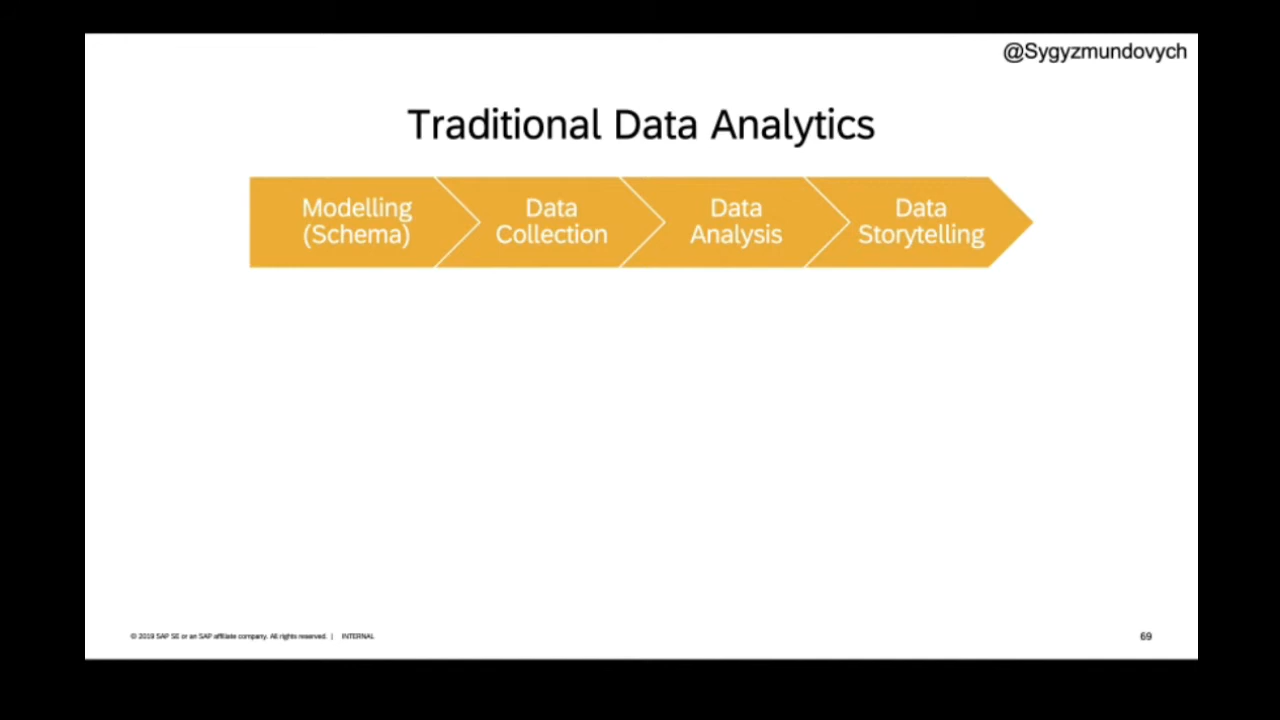 @Sygyzmundovych
Traditional Data Analytics
Modelling
(Schema)
Data
Collection
Data
Analysis
Data
Storytelling
© 2019 SAP SE or an SAP affiliate company. All rights reserved. | INTERNAL
69